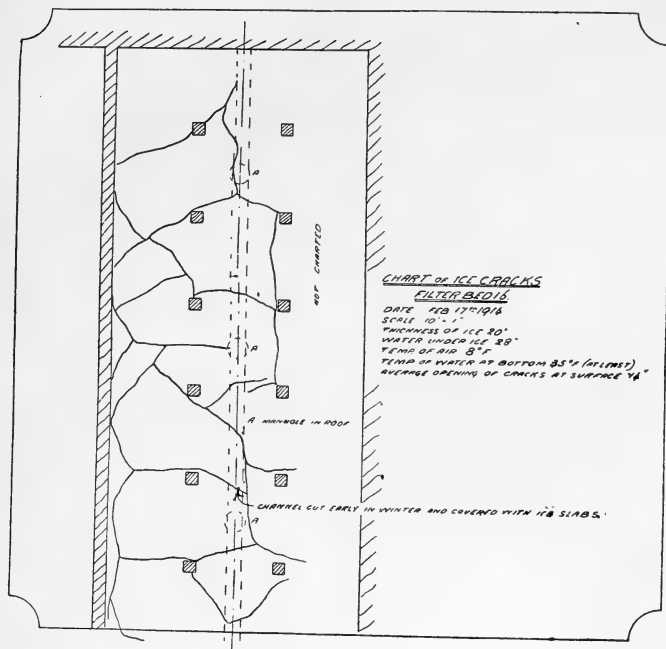 A
NOT CHARTED
CHART OF ICE CRACKS
FILTER BED 16.
DATE FEB 17TH 1916
SCALE 10' = 1"
THICKNESS OF ICE 20"
WATER UNDER ICE 28"
TEMP OF AIR 8°F
TEMP OF WATER AT BOTTOM 35°F (AT LEAST)
AVERAGE OPENING OF CRACKS AT SURFACE 1/4"
A
A MANHOLE IN ROOF
CHANNEL CUT EARLY IN WINTER AND COVERED WITH ICE SLABS.
A